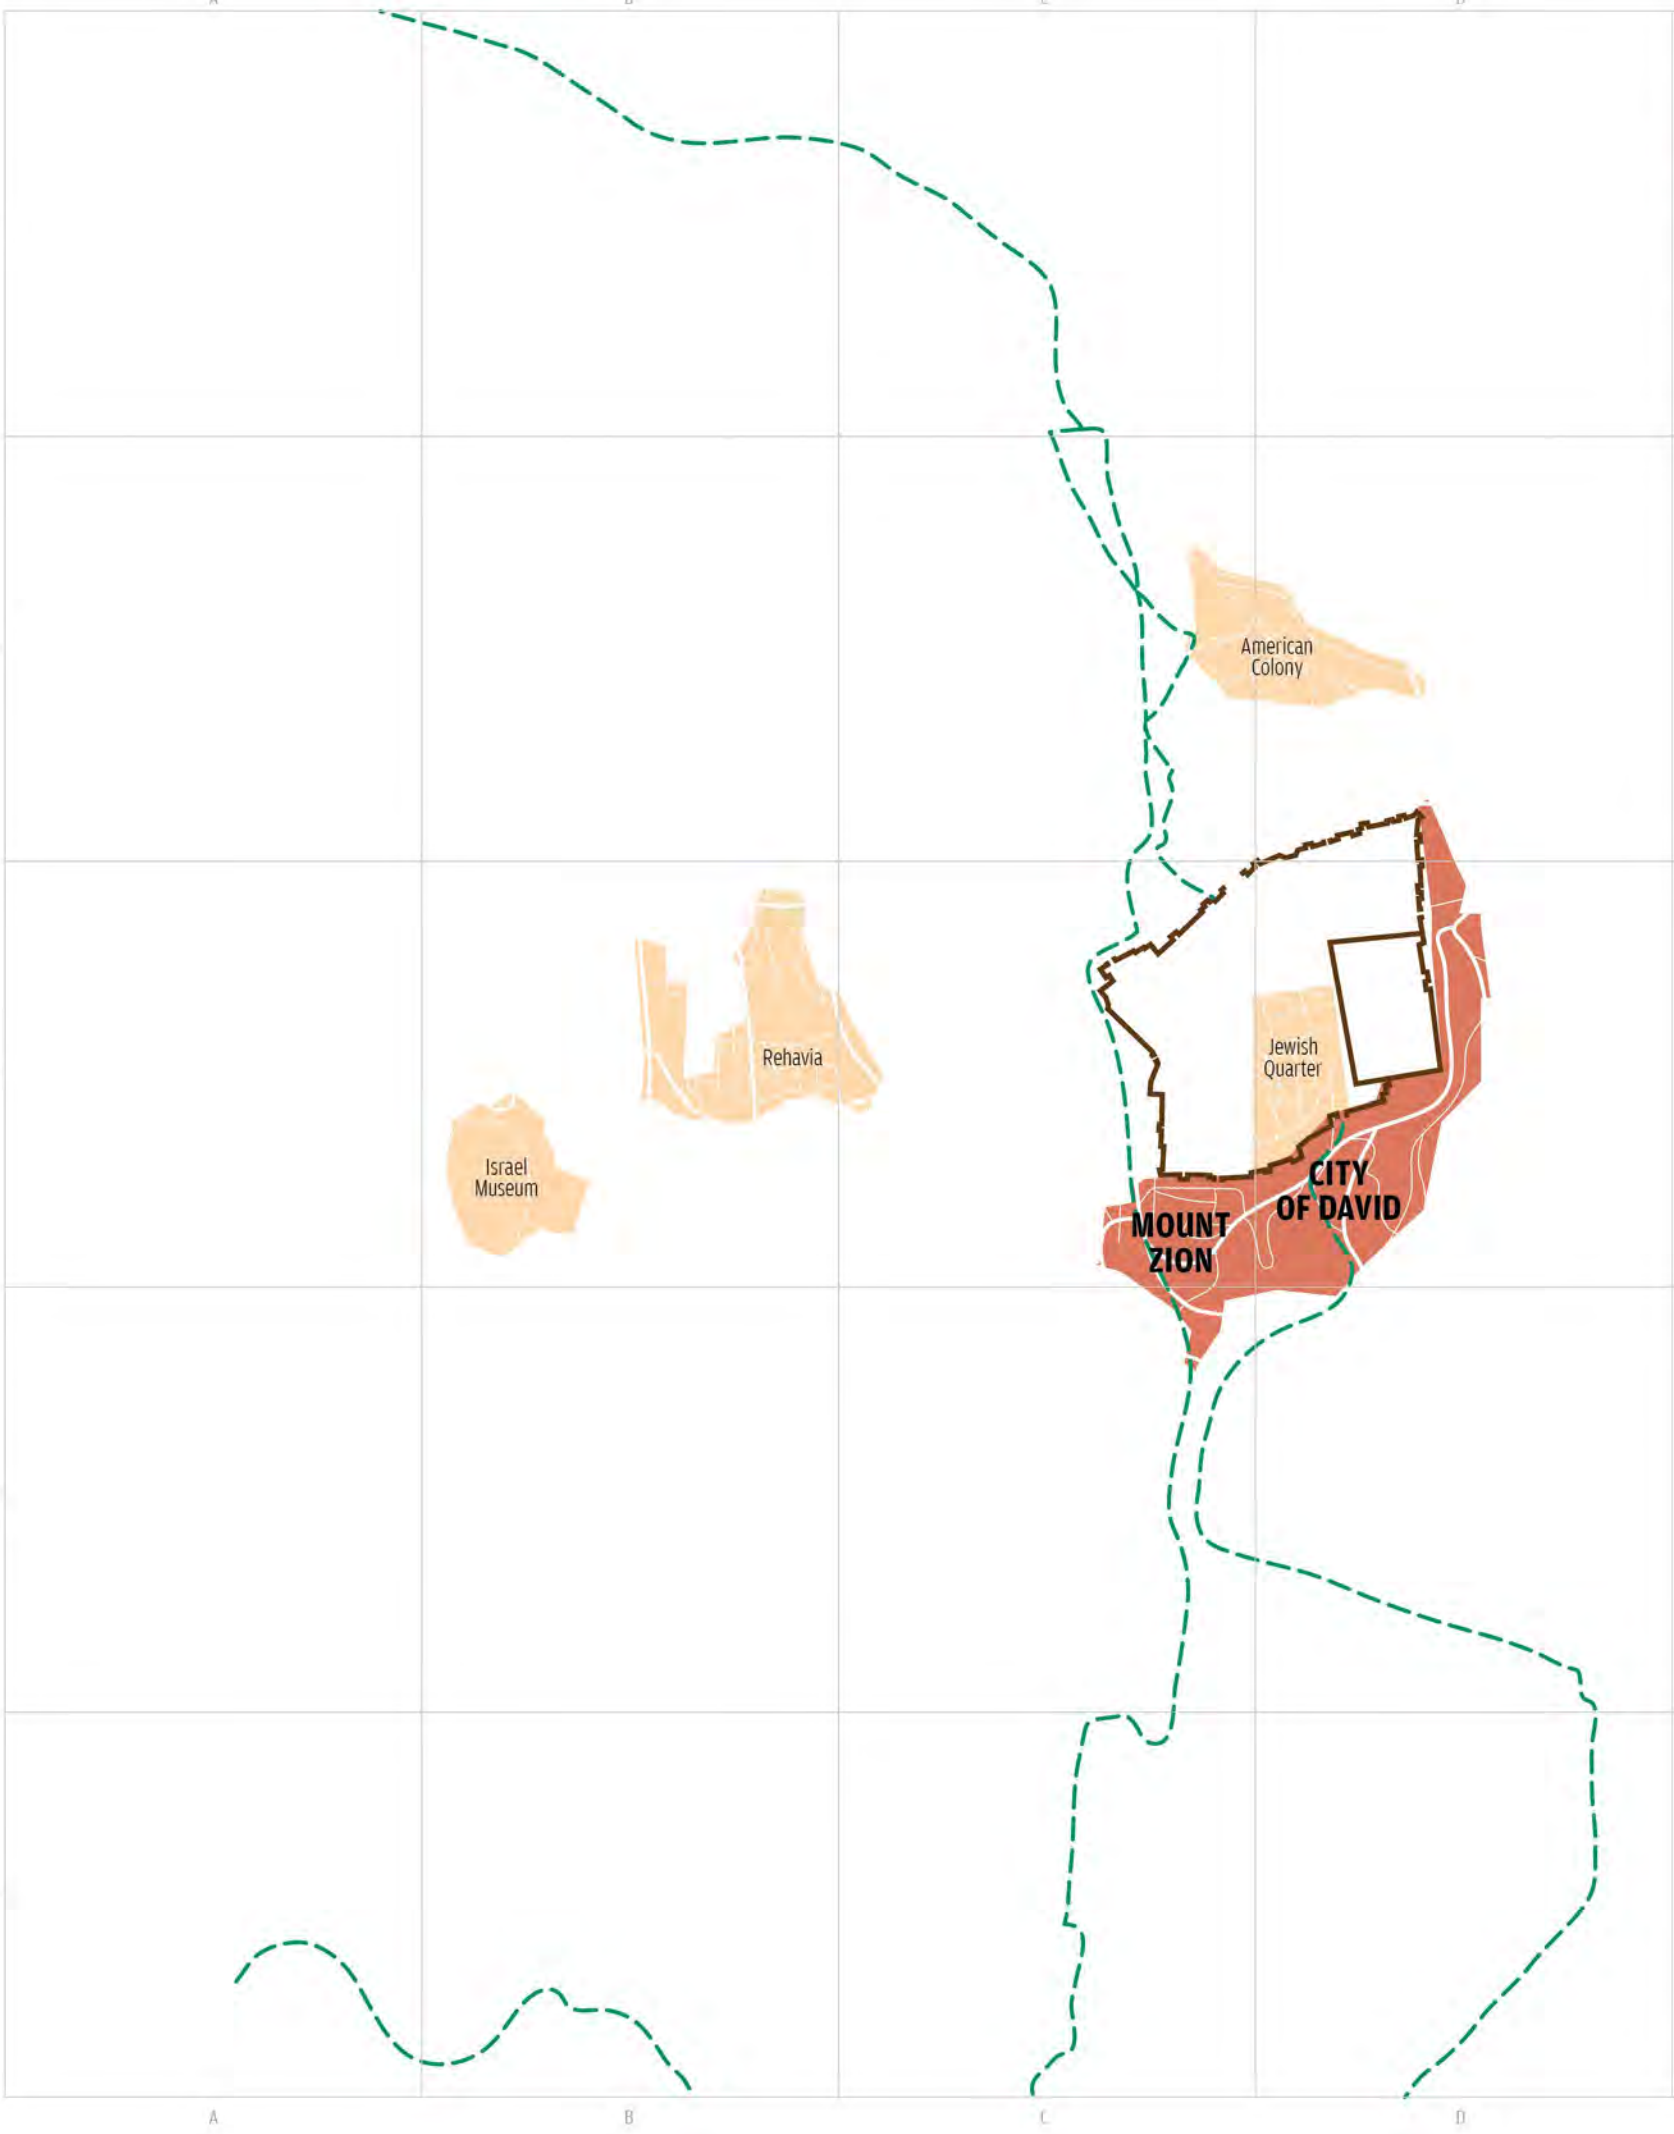 A
B
C
D
American
Colony
Rehavia
Jewish
Quarter
Israel
Museum
CITY
OF DAVID
MOUNT
ZION
A
B
C
D